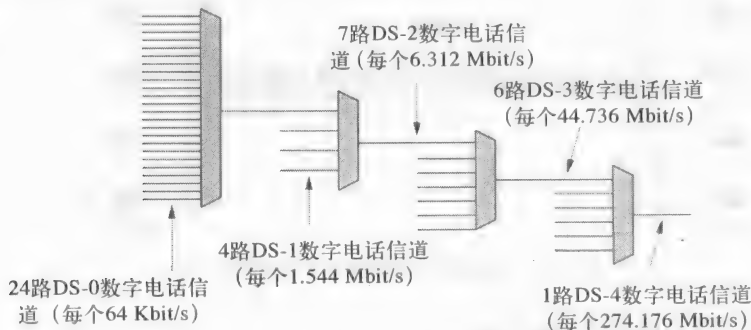 7路DS-2数字电话信
道（每个6.312 Mbit/s）
6路DS-3数字电话信道
（每个44.736 Mbit/s）
4路DS-1数字电话信道
（每个1.544 Mbit/s）
24路DS-0数字电话信
道（每个64 Kbit/s）
1路DS-4数字电话信道
（每个274.176 Mbit/s）